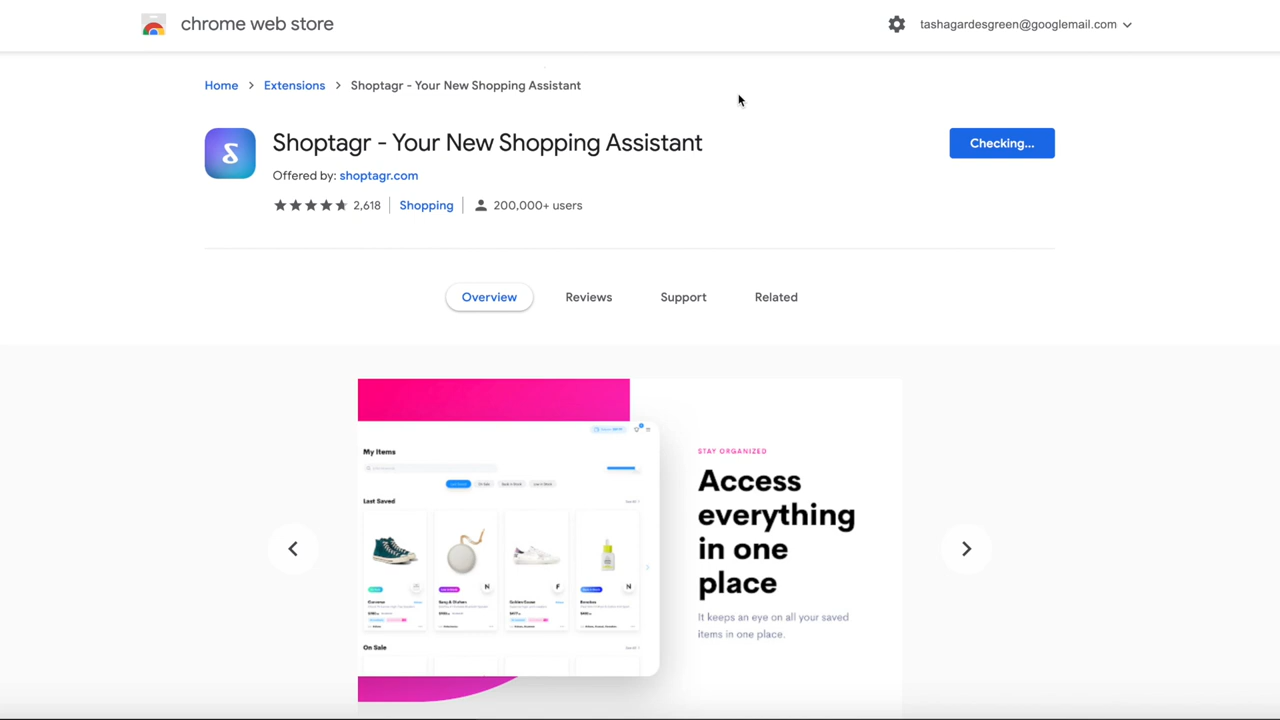 chrome web store
tashagardesgreen@googlemail.com
Home > Extensions > Shoptagr - Your New Shopping Assistant
Shoptagr - Your New Shopping Assistant
Checking...
Offered by: shoptagr.com
2,618
Shopping
200,000+ users
Overview
Reviews
Support
Related
My Items
Last Saved
On Sale
STAY ORGANIZED
Access
everything
in one
place
It keeps an eye on all your saved
items in one place.